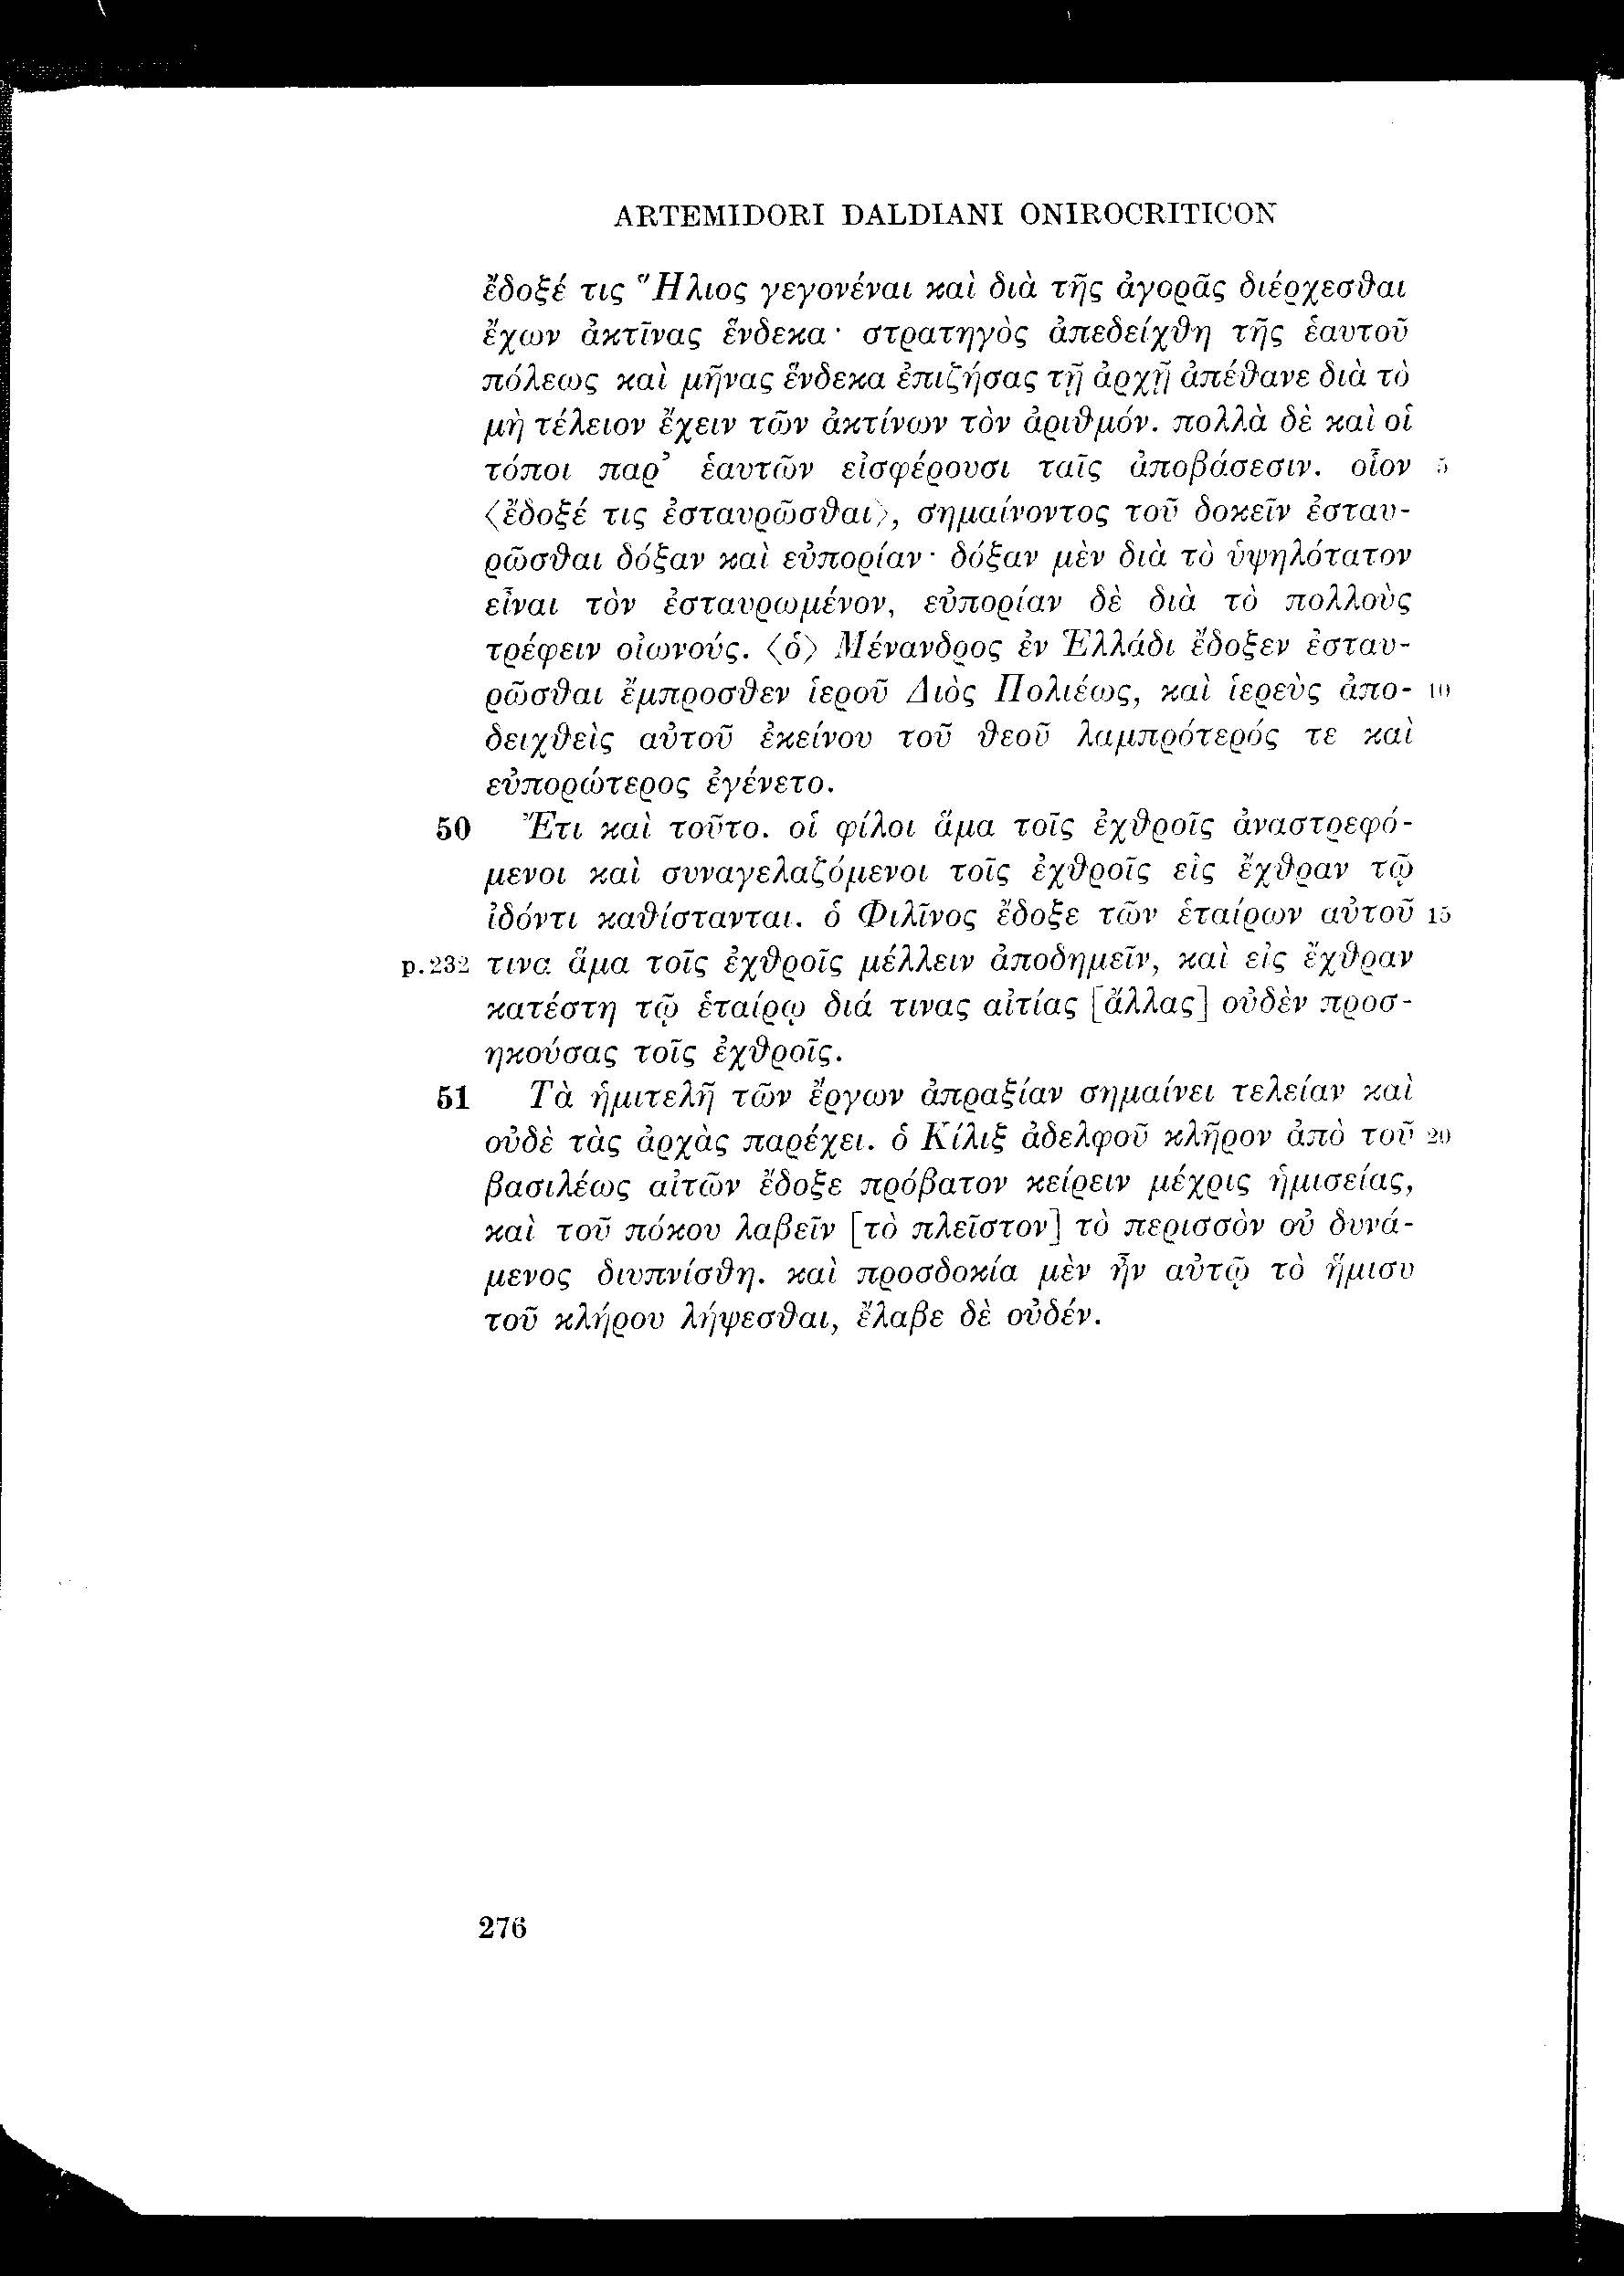 ARTEMIDORI DALDIANI ONIROCRITICON
ἔδοξέ τις Ἥλιος γεγονέναι καὶ διὰ τῆς ἀγορᾶς διέρχεσθαι
ἔχων ἀκτῖνας ἕνδεκα· στρατηγὸς ἀπεδείχθη τῆς ἑαυτοῦ
πόλεως καὶ μῆνας ἕνδεκα ἐπιζήσας τῇ ἀρχῇ ἀπέθανε διὰ τὸ
μὴ τέλειον ἔχειν τῶν ἀκτίνων τὸν ἀριθμόν. πολλὰ δὲ καὶ οἱ
τόποι παρ’ ἑαυτῶν εἰσφέρουσι ταῖς ἀποβάσεσιν. οἷον 5
⟨ἔδοξέ τις ἐσταυρῶσθαι⟩, σημαίνοντος τοῦ δοκεῖν ἐσταυ-
ρῶσθαι δόξαν καὶ εὐπορίαν· δόξαν μὲν διὰ τὸ ὑψηλότατον
εἶναι τὸν ἐσταυρωμένον, εὐπορίαν δὲ διὰ τὸ πολλοὺς
τρέφειν οἰωνούς. ⟨ὁ⟩ Μένανδρος ἐν Ἑλλάδι ἔδοξεν ἐσταυ-
ρῶσθαι ἔμπροσθεν ἱεροῦ Διὸς Πολιέως, καὶ ἱερεὺς ἀπο- 10
δειχθεὶς αὐτοῦ ἐκείνου τοῦ θεοῦ λαμπρότερός τε καὶ
εὐπορώτερος ἐγένετο.
50 Ἔτι καὶ τοῦτο. οἱ φίλοι ἅμα τοῖς ἐχθροῖς ἀναστρεφό-
μενοι καὶ συναγελαζόμενοι τοῖς ἐχθροῖς εἰς ἔχθραν τῷ
ἰδόντι καθίστανται. ὁ Φιλῖνος ἔδοξε τῶν ἑταίρων αὐτοῦ 15
p.232 τινα ἅμα τοῖς ἐχθροῖς μέλλειν ἀποδημεῖν, καὶ εἰς ἔχθραν
κατέστη τῷ ἑταίρῳ διά τινας αἰτίας [ἄλλας] οὐδὲν προσ-
ηκούσας τοῖς ἐχθροῖς.
51 Τὰ ἡμιτελῆ τῶν ἔργων ἀπραξίαν σημαίνει τελείαν καὶ
οὐδὲ τὰς ἀρχὰς παρέχει. ὁ Κίλιξ ἀδελφοῦ κλῆρον ἀπὸ τοῦ 20
βασιλέως αἰτῶν ἔδοξε πρόβατον κείρειν μέχρις ἡμισείας,
καὶ τοῦ πόκου λαβεῖν [τὸ πλεῖστον] τὸ περισσὸν οὐ δυνά-
μενος διυπνίσθη. καὶ προσδοκία μὲν ἦν αὐτῷ τὸ ἥμισυ
τοῦ κλήρου λήψεσθαι, ἔλαβε δὲ οὐδέν.
276